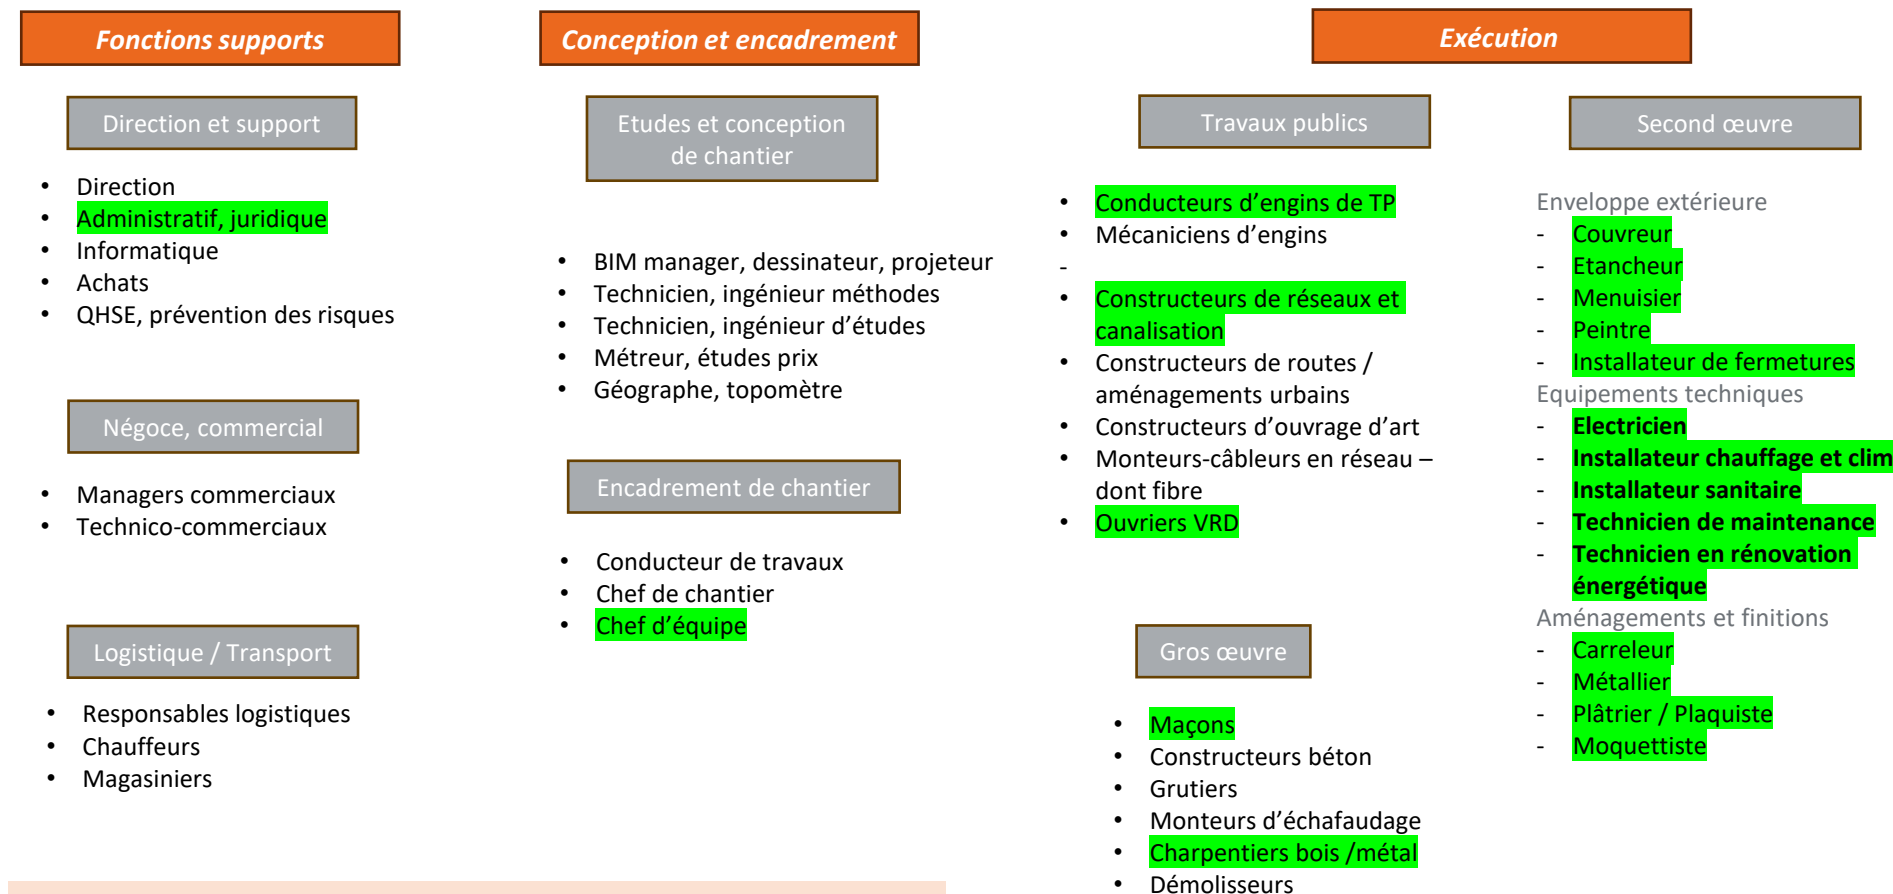 Fonctions supports
Direction et support
• Direction
• Administratif, juridique
• Informatique
• Achats
• QHSE, prévention des risques
Négoce, commercial
• Managers commerciaux
• Technico-commerciaux
Logistique / Transport
• Responsables logistiques
• Chauffeurs
• Magasiniers
Conception et encadrement
Etudes et conception
de chantier
• BIM manager, dessinateur, projeteur
• Technicien, ingénieur méthodes
• Technicien, ingénieur d’études
• Métreur, études prix
• Géographe, topomètre
Encadrement de chantier
• Conducteur de travaux
• Chef de chantier
• Chef d’équipe
Exécution
Travaux publics
• Conducteurs d’engins de TP
• Mécaniciens d’engins
-
• Constructeurs de réseaux et
canalisation
• Constructeurs de routes /
aménagements urbains
• Constructeurs d’ouvrage d’art
• Monteurs-câbleurs en réseau –
dont fibre
• Ouvriers VRD
Gros œuvre
• Maçons
• Constructeurs béton
• Grutiers
• Monteurs d’échafaudage
• Charpentiers bois /métal
• Démolisseurs
Second œuvre
Enveloppe extérieure
- Couvreur
- Etancheur
- Menuisier
- Peintre
- Installateur de fermetures
Equipements techniques
- Electricien
- Installateur chauffage et clim
- Installateur sanitaire
- Technicien de maintenance
- Technicien en rénovation
énergétique
Aménagements et finitions
- Carreleur
- Métallier
- Plâtrier / Plaquiste
- Moquettiste